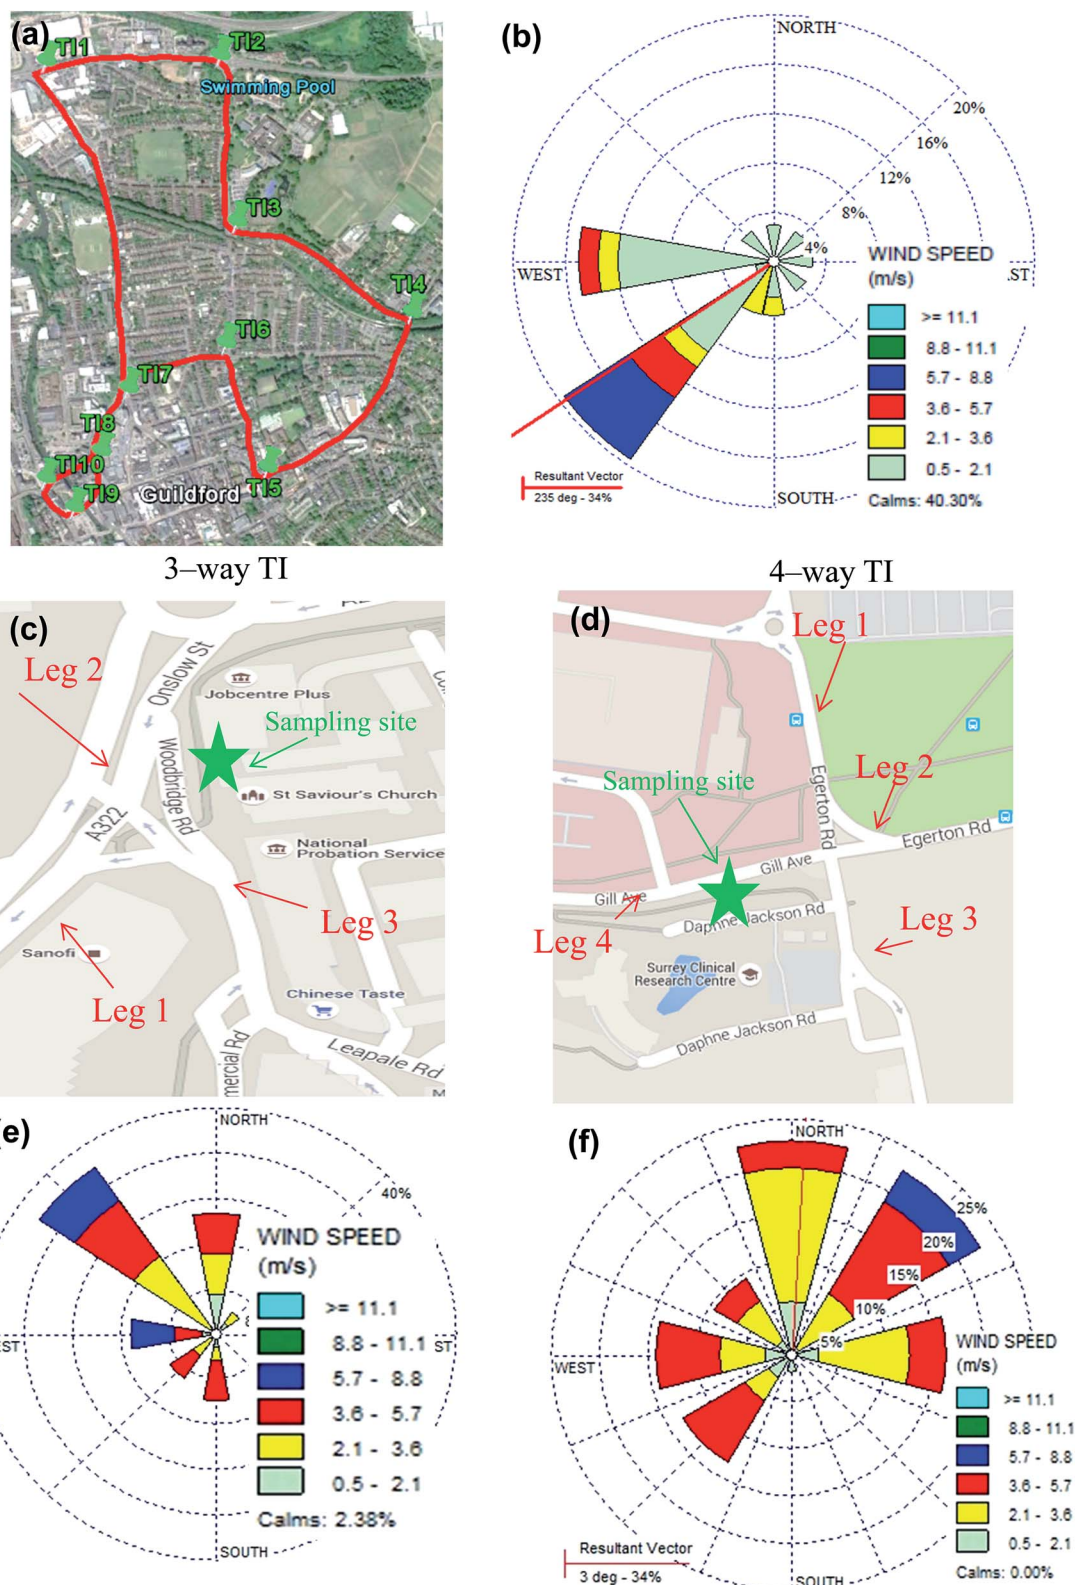 (a)
TI1
TI2
Swimming Pool
TI3
TI4
TI6
TI7
TI8
TI10
TI9
Guildford
TI5
(b)
NORTH
20%
16%
12%
8%
4%
WEST
ST
SOUTH
WIND SPEED
(m/s)
>= 11.1
8.8 - 11.1
5.7 - 8.8
3.6 - 5.7
2.1 - 3.6
0.5 - 2.1
Calms: 40.30%
Resultant Vector
235 deg - 34%
3–way TI
4–way TI
(c)
Leg 2
Onslow St
Jobcentre Plus
Sampling site
Woodbridge Rd
St Saviour's Church
A322
National
Probation Service
Leg 3
Sanofi
Leg 1
Chinese Taste
mercial Rd
Leapale Rd
(d)
Leg 1
Sampling site
Leg 2
Egerton Rd
Egerton Rd
Gill Ave
Gill Ave
Daphne Jackson Rd
Leg 3
Leg 4
Surrey Clinical
Research Centre
Daphne Jackson Rd
(e)
NORTH
40%
EST
ST
SOUTH
WIND SPEED
(m/s)
>= 11.1
8.8 - 11.1
5.7 - 8.8
3.6 - 5.7
2.1 - 3.6
0.5 - 2.1
Calms: 2.38%
(f)
NORTH
25%
20%
15%
10%
5%
WEST
SOUTH
WIND SPEED
(m/s)
>= 11.1
8.8 - 11.1
5.7 - 8.8
3.6 - 5.7
2.1 - 3.6
0.5 - 2.1
Calms: 0.00%
Resultant Vector
3 deg - 34%